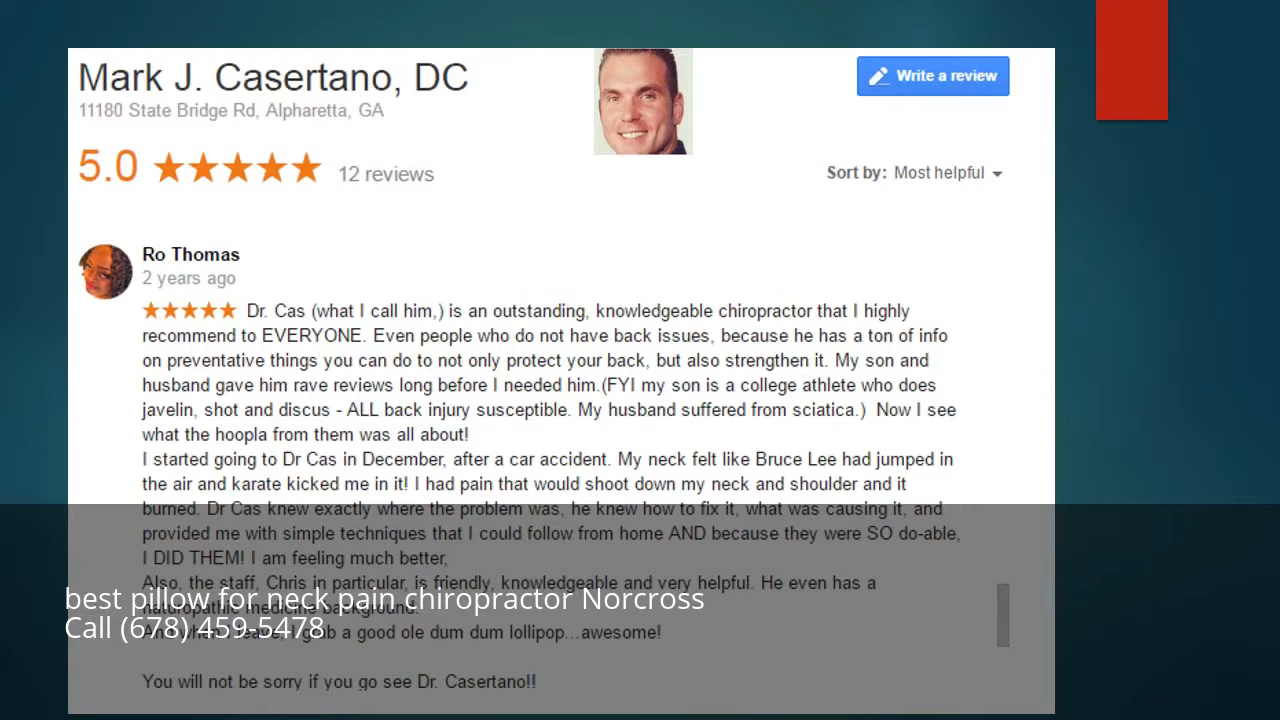 Mark J. Casertano, DC
11180 State Bridge Rd, Alpharetta, GA
Write a review
5.0 ★★★★★ 12 reviews
Sort by: Most helpful
Ro Thomas
2 years ago
★★★★★ Dr. Cas (what I call him,) is an outstanding, knowledgeable chiropractor that I highly
recommend to EVERYONE. Even people who do not have back issues, because he has a ton of info
on preventative things you can do to not only protect your back, but also strengthen it. My son and
husband gave him rave reviews long before I needed him.(FYI my son is a college athlete who does
javelin, shot and discus - ALL back injury susceptible. My husband suffered from sciatica.) Now I see
what the hoopla from them was all about!
I started going to Dr Cas in December, after a car accident. My neck felt like Bruce Lee had jumped in
the air and karate kicked me in it! I had pain that would shoot down my neck and shoulder and it
burned. Dr Cas knew exactly where the problem was, he knew how to fix it, what was causing it, and
provided me with simple techniques that I could follow from home AND because they were SO do-able,
I DID THEM! I am feeling much better,
Also, the staff, Chris in particular, is friendly, knowledgeable and very helpful. He even has a
naturopathic medicine background.
best pillow for neck pain chiropractor Norcross
Call (678) 459-5478
And when I leave, I grab a good ole dum dum lollipop...awesome!
You will not be sorry if you go see Dr. Casertano!!